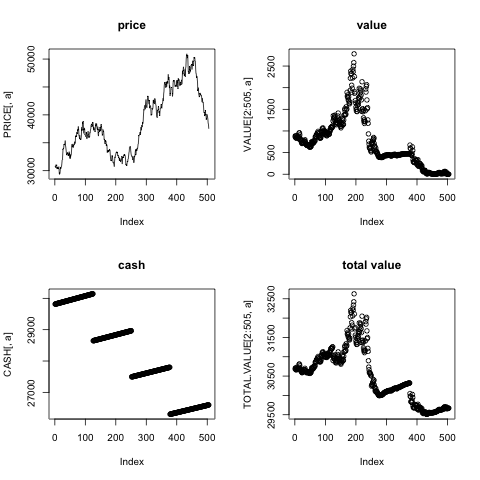 price
PRICE[, a]
30000 40000 50000
0 100 200 300 400 500
Index
value
VALUE[2:505, a]
0 500 1500 2500
0 100 200 300 400 500
Index
cash
CASH[, a]
27000 29000
0 100 200 300 400 500
Index
total value
TOTAL.VALUE[2:505, a]
29500 30500 31500 32500
0 100 200 300 400 500
Index